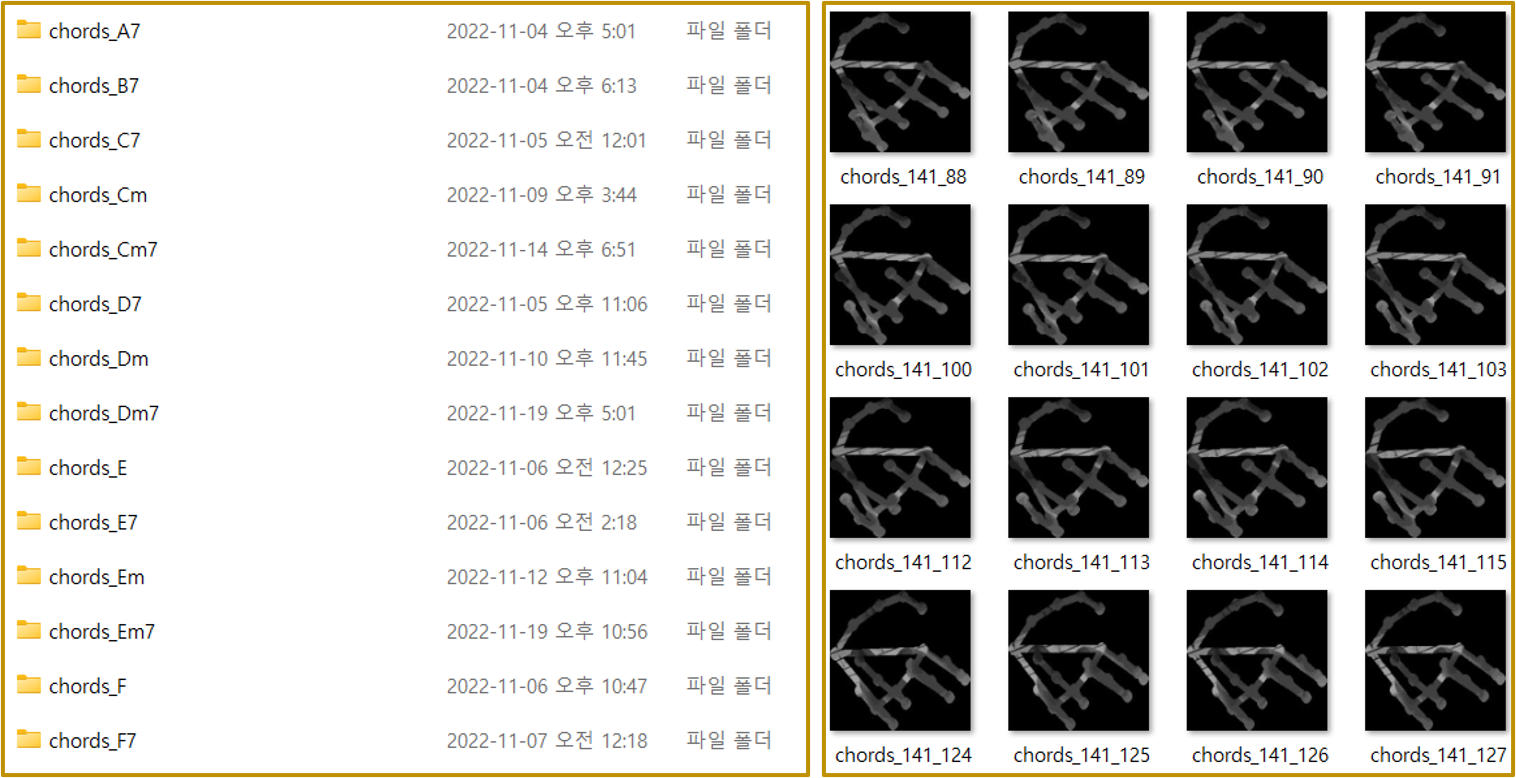 chords_A7 2022-11-04 오후 5:01 파일 폴더
chords_B7 2022-11-04 오후 6:13 파일 폴더
chords_C7 2022-11-05 오전 12:01 파일 폴더
chords_Cm 2022-11-09 오후 3:44 파일 폴더
chords_Cm7 2022-11-14 오후 6:51 파일 폴더
chords_D7 2022-11-05 오후 11:06 파일 폴더
chords_Dm 2022-11-10 오후 11:45 파일 폴더
chords_Dm7 2022-11-19 오후 5:01 파일 폴더
chords_E 2022-11-06 오전 12:25 파일 폴더
chords_E7 2022-11-06 오전 2:18 파일 폴더
chords_Em 2022-11-12 오후 11:04 파일 폴더
chords_Em7 2022-11-19 오후 10:56 파일 폴더
chords_F 2022-11-06 오후 10:47 파일 폴더
chords_F7 2022-11-07 오전 12:18 파일 폴더
chords_141_88 chords_141_89 chords_141_90 chords_141_91
chords_141_100 chords_141_101 chords_141_102 chords_141_103
chords_141_112 chords_141_113 chords_141_114 chords_141_115
chords_141_124 chords_141_125 chords_141_126 chords_141_127